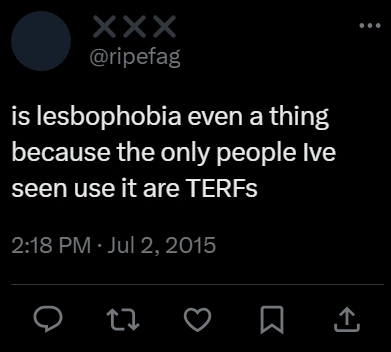 XXX
@ripefag
is lesbophobia even a thing
because the only people Ive
seen use it are TERFs
2:18 PM · Jul 2, 2015